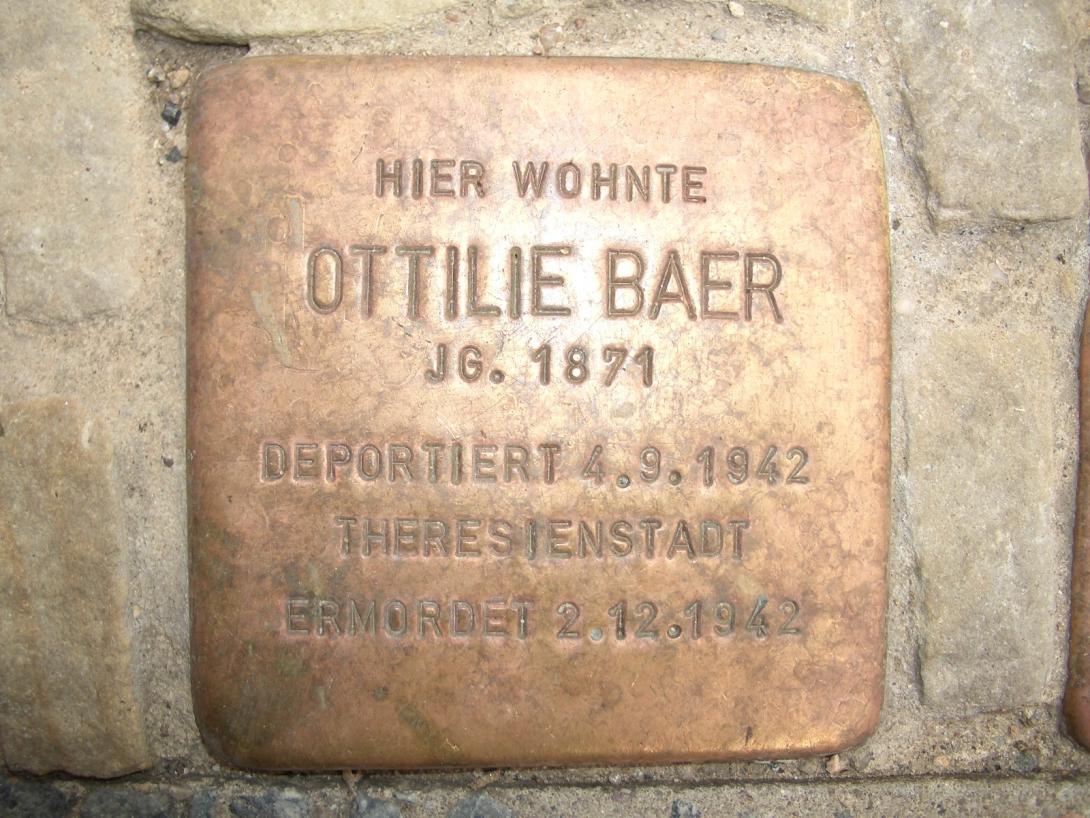 HIER WOHNTE
OTTILIE BAER
JG. 1871
DEPORTIERT 4.9.1942
THERESIENSTADT
ERMORDET 2.12.1942